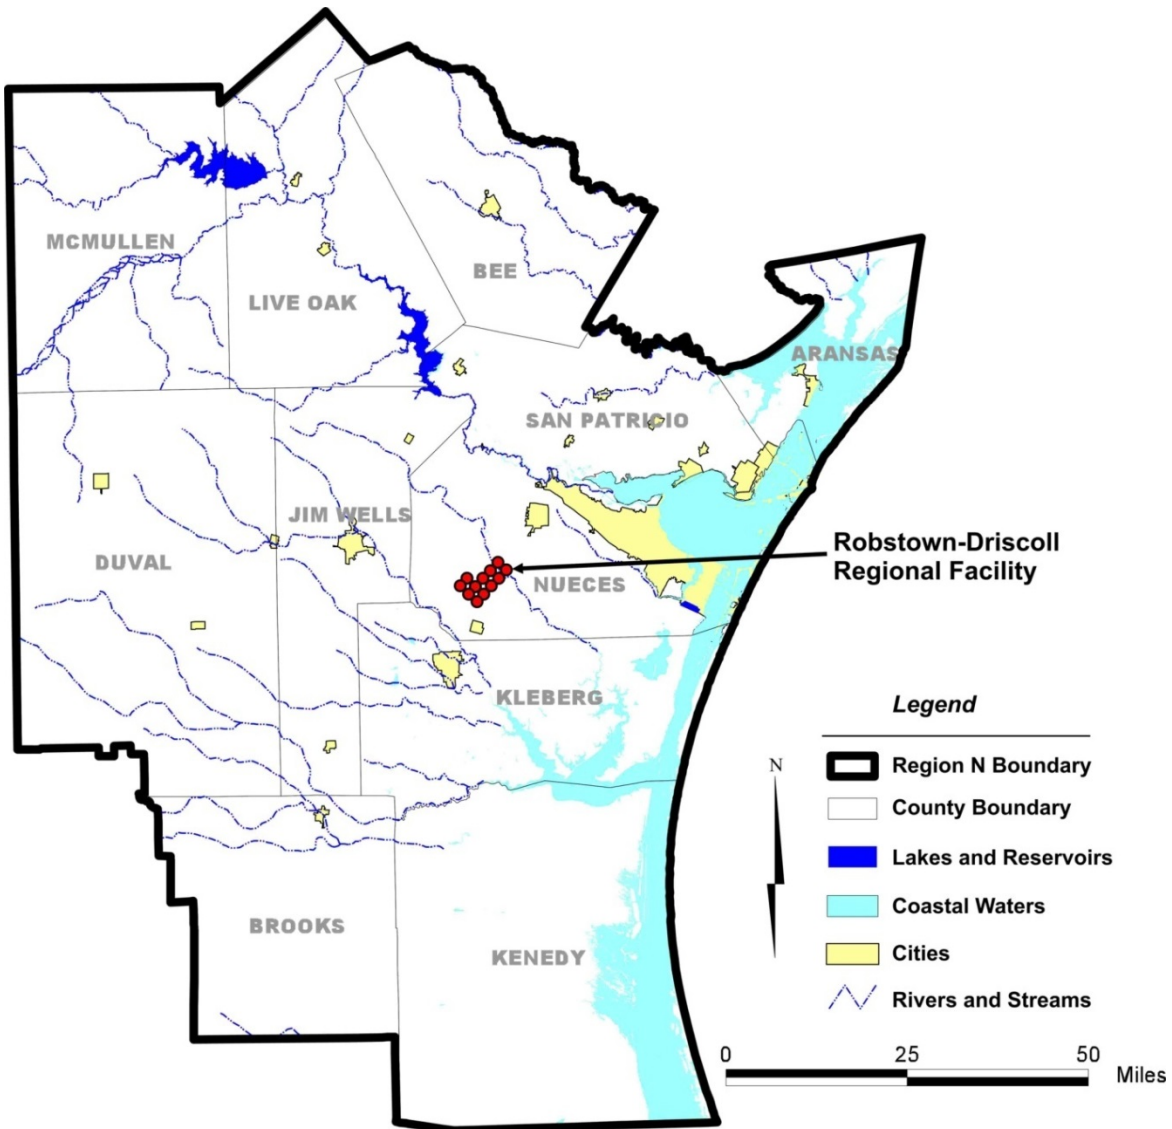 MCMULLEN
BEE
LIVE OAK
ARANSAS
SAN PATRICIO
JIM WELLS
DUVAL
NUECES
Robstown-Driscoll
Regional Facility
KLEBERG
BROOKS
KENEDY
Legend
N
Region N Boundary
County Boundary
Lakes and Reservoirs
Coastal Waters
Cities
Rivers and Streams
0 25 50
Miles